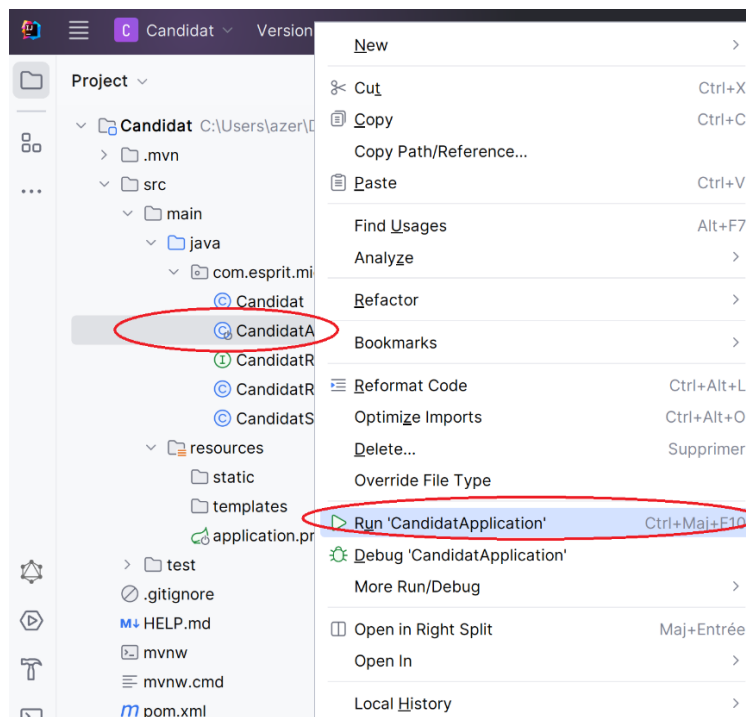 C Candidat Version
Project
Candidat C:\Users\azer\
.mvn
src
main
java
com.esprit.mi
C Candidat
C CandidatA
I CandidatR
C CandidatR
C CandidatS
resources
static
templates
application.pr
test
.gitignore
M↓ HELP.md
mvnw
mvnw.cmd
m pom.xml
New
Cut Ctrl+X
Copy Ctrl+C
Copy Path/Reference...
Paste Ctrl+V
Find Usages Alt+F7
Analyze
Refactor
Bookmarks
Reformat Code Ctrl+Alt+L
Optimize Imports Ctrl+Alt+O
Delete... Supprimer
Override File Type
Run 'CandidatApplication' Ctrl+Maj+F10
Debug 'CandidatApplication'
More Run/Debug
Open in Right Split Maj+Entrée
Open In
Local History